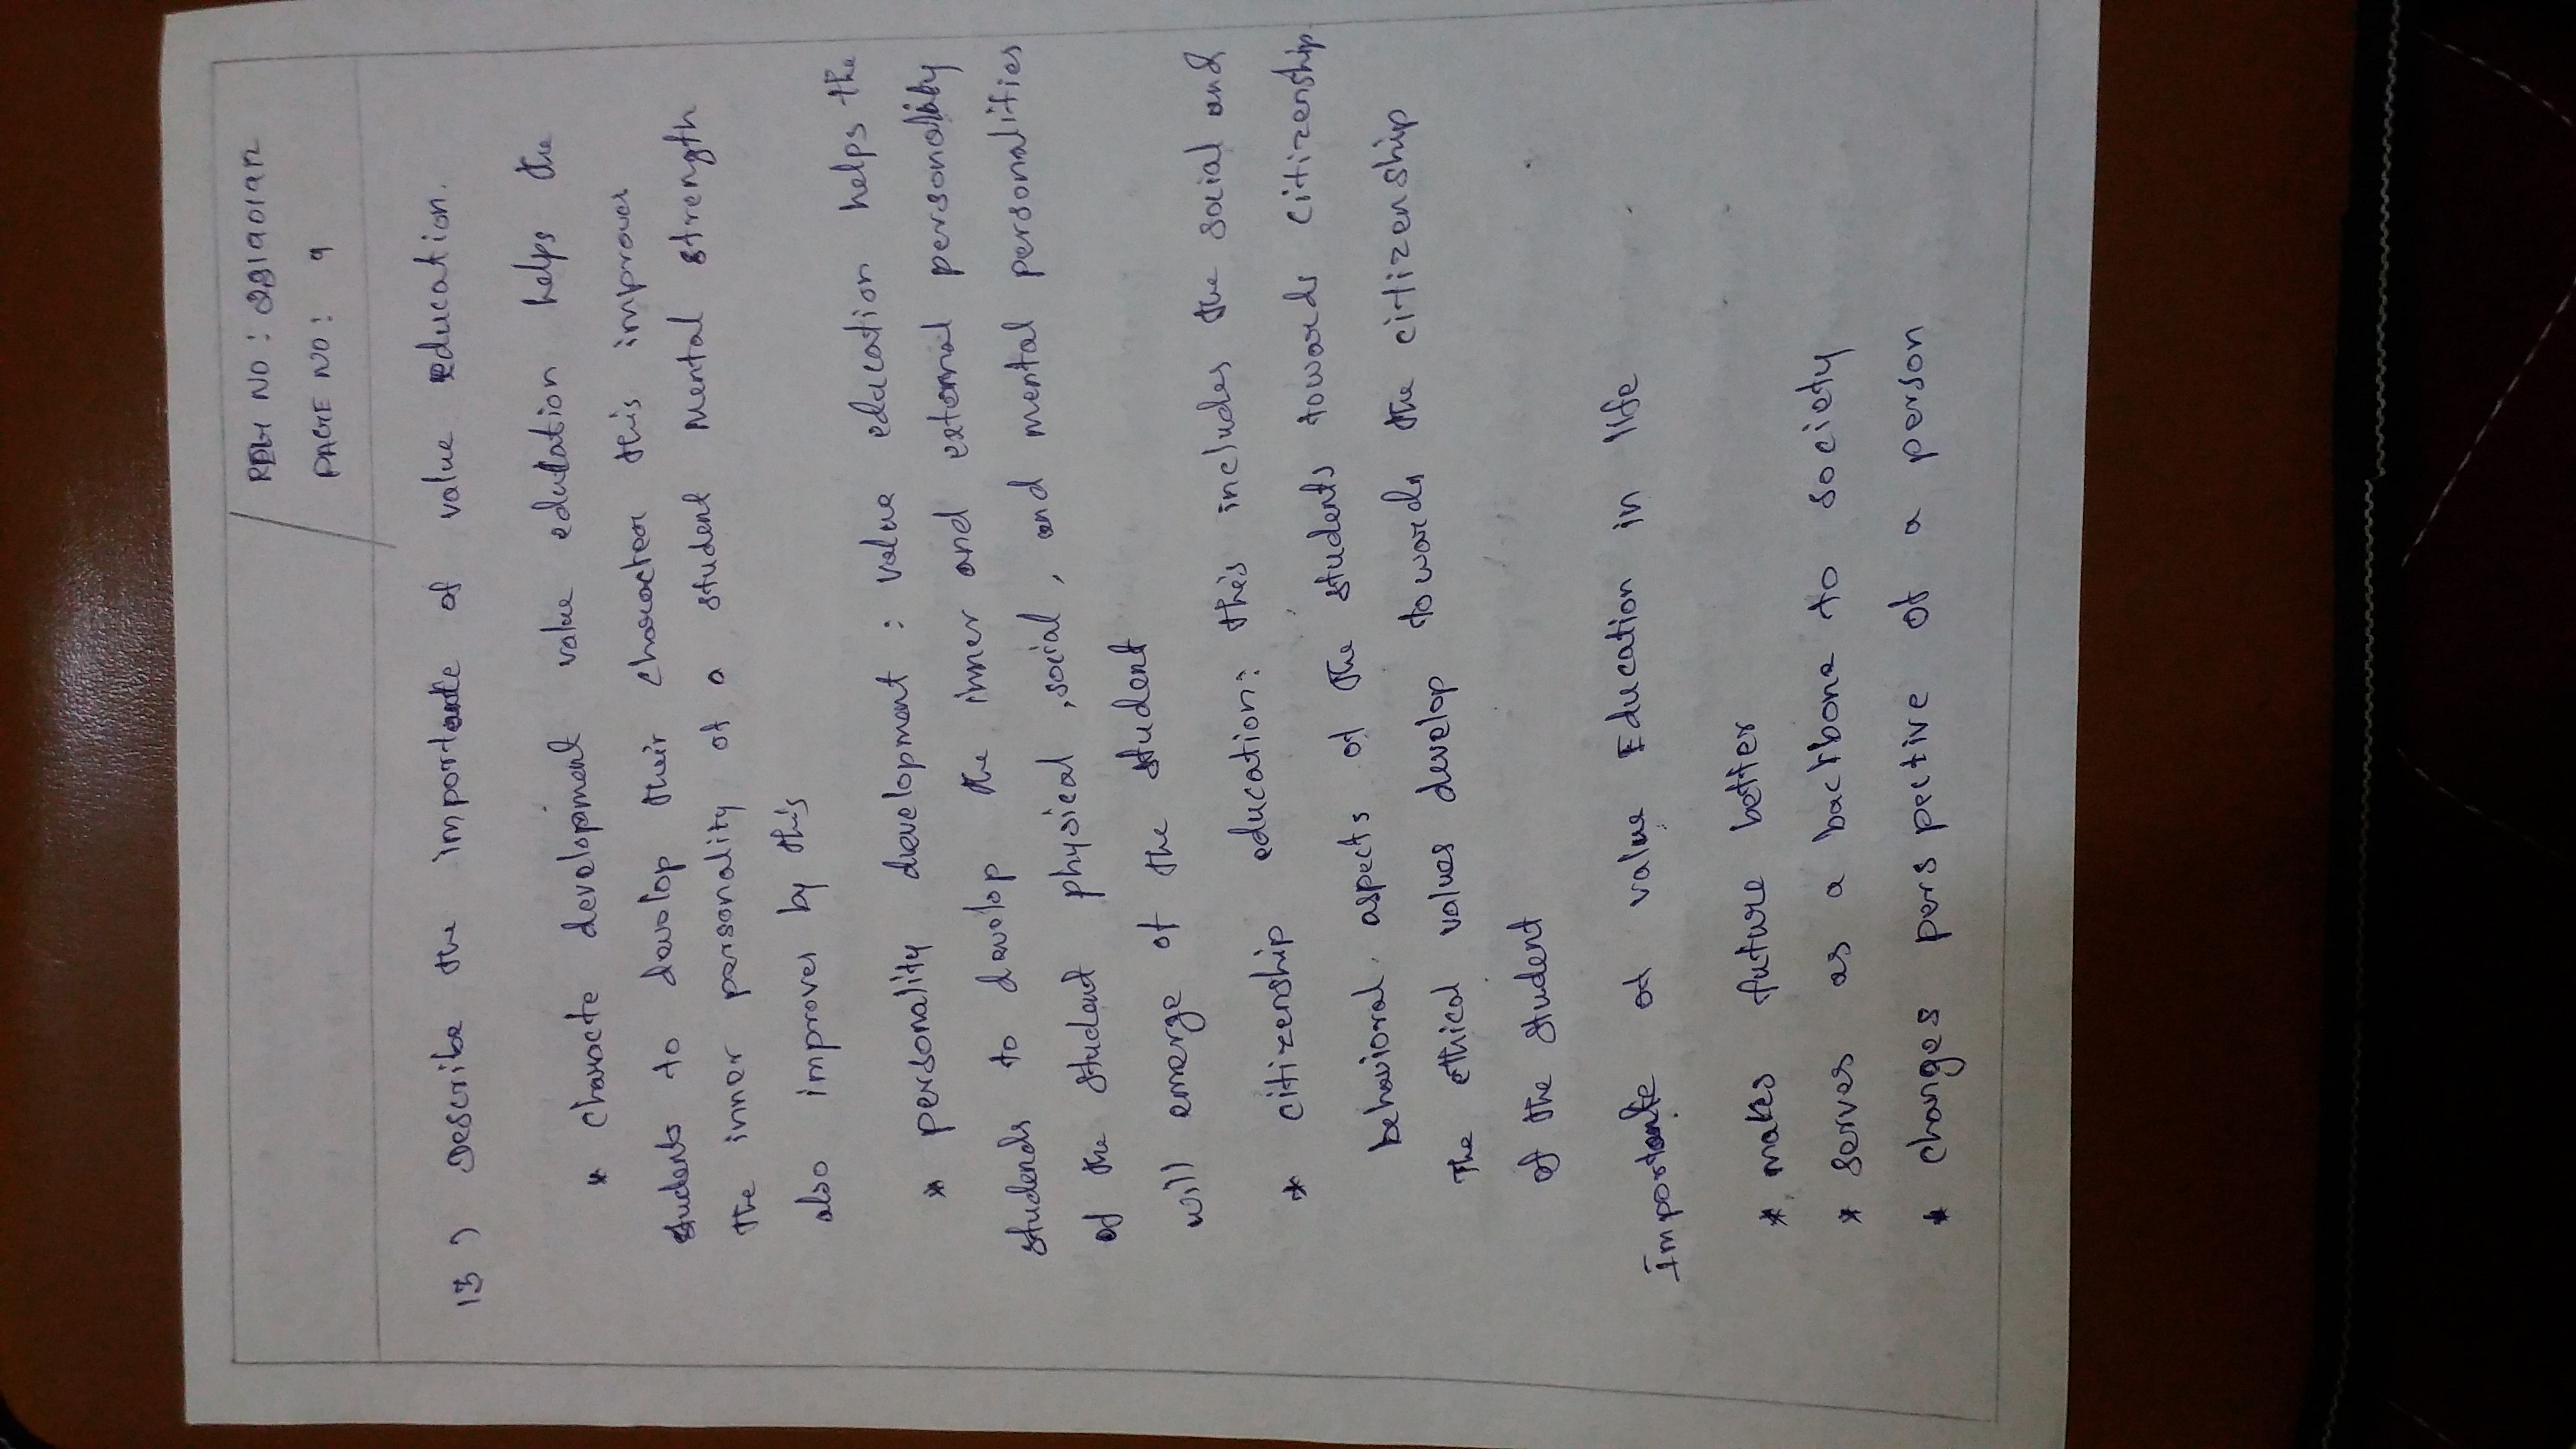 REG NO :
PAGE NO : 9
13) Describe the importance of value education.
* Characte development value education helps the
students to develop their character this improves
the inner personality of a student Mental strength
also improves by this
* personality development : value education helps the
students to develop the inner and external personality
of the student physical , social , and mental personalities
will emerge of the student
* citizenship education: this includes the social and
behavioral aspects of the students towards citizenship
The ethical values develop towards the citizenship
of the student
Importance of value Education in life
* makes future better
* serves as a backbone to society
* changes perspective of a person